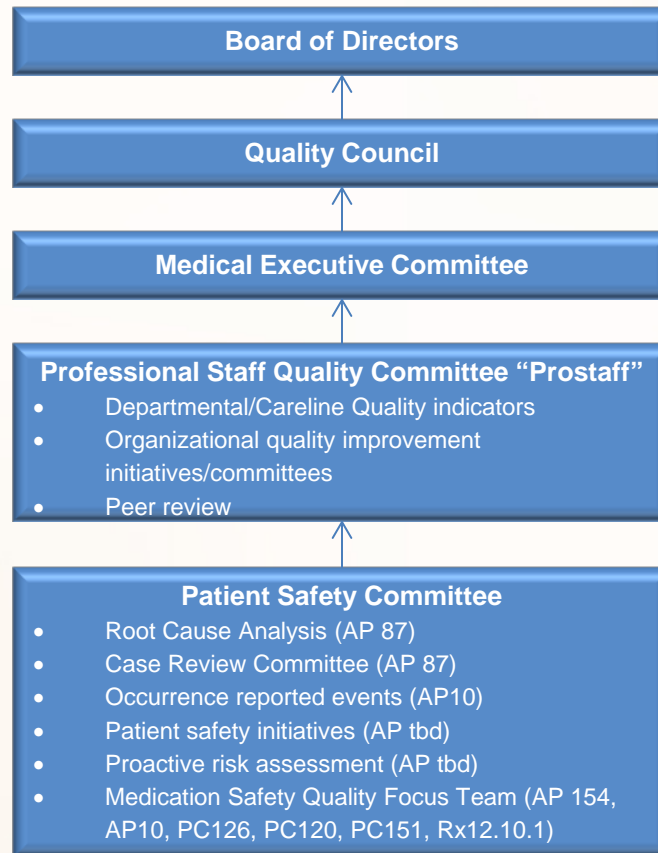 Board of Directors
Quality Council
Medical Executive Committee
Professional Staff Quality Committee “Prostaff”
• Departmental/Careline Quality indicators
• Organizational quality improvement
initiatives/committees
• Peer review
Patient Safety Committee
• Root Cause Analysis (AP 87)
• Case Review Committee (AP 87)
• Occurrence reported events (AP10)
• Patient safety initiatives (AP tbd)
• Proactive risk assessment (AP tbd)
• Medication Safety Quality Focus Team (AP 154,
AP10, PC126, PC120, PC151, Rx12.10.1)